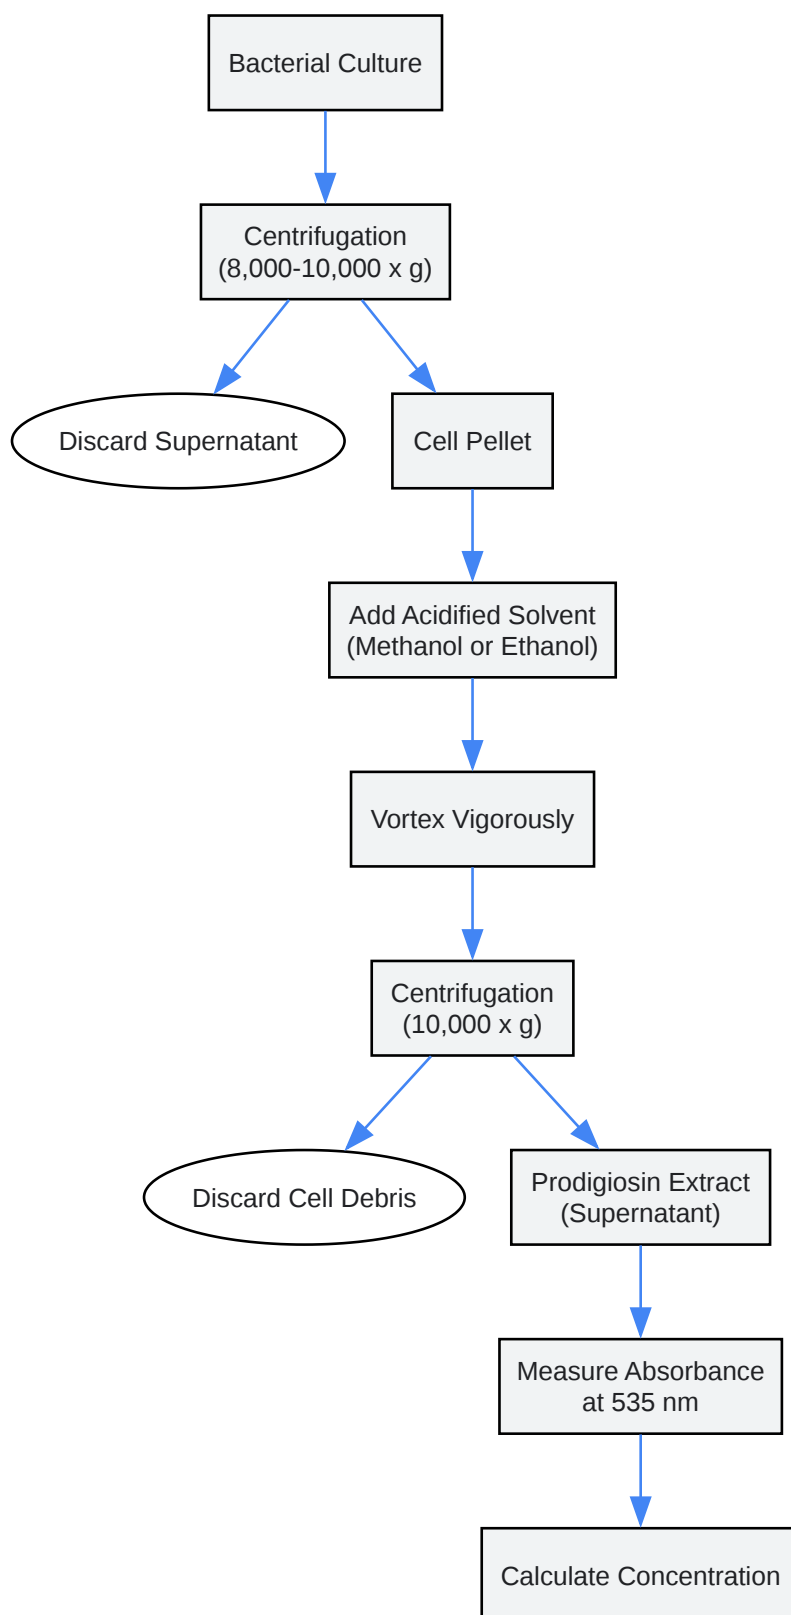 Bacterial Culture
Centrifugation
(8,000-10,000 x g)
Discard Supernatant
Cell Pellet
Add Acidified Solvent
(Methanol or Ethanol)
Vortex Vigorously
Centrifugation
(10,000 x g)
Discard Cell Debris
Prodigiosin Extract
(Supernatant)
Measure Absorbance
at 535 nm
Calculate Concentration